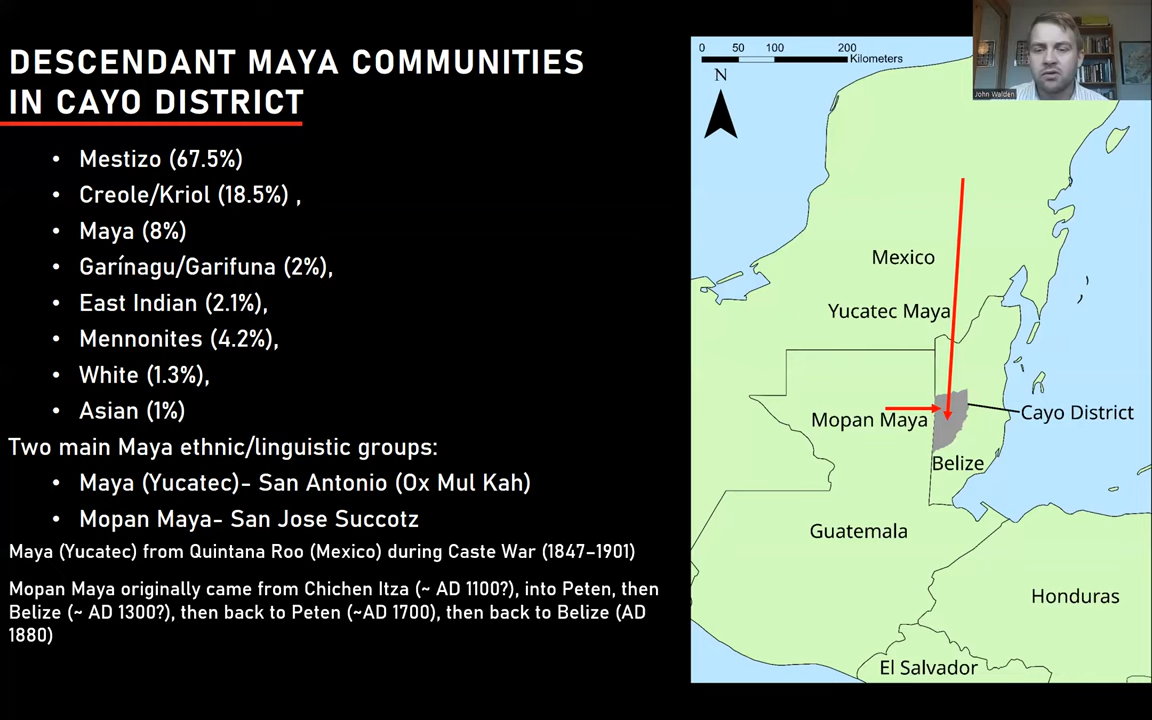 DESCENDANT MAYA COMMUNITIES
IN CAYO DISTRICT
• Mestizo (67.5%)
• Creole/Kriol (18.5%) ,
• Maya (8%)
• Garínagu/Garifuna (2%),
• East Indian (2.1%),
• Mennonites (4.2%),
• White (1.3%),
• Asian (1%)
Two main Maya ethnic/linguistic groups:
• Maya (Yucatec)- San Antonio (Ox Mul Kah)
• Mopan Maya- San Jose Succotz
Maya (Yucatec) from Quintana Roo (Mexico) during Caste War (1847–1901)
Mopan Maya originally came from Chichen Itza (~ AD 1100?), into Peten, then
Belize (~ AD 1300?), then back to Peten (~AD 1700), then back to Belize (AD
1880)
0 50 100 200
Kilometers
N
Mexico
Yucatec Maya
Mopan Maya
Cayo District
Belize
Guatemala
Honduras
El Salvador
John Walden